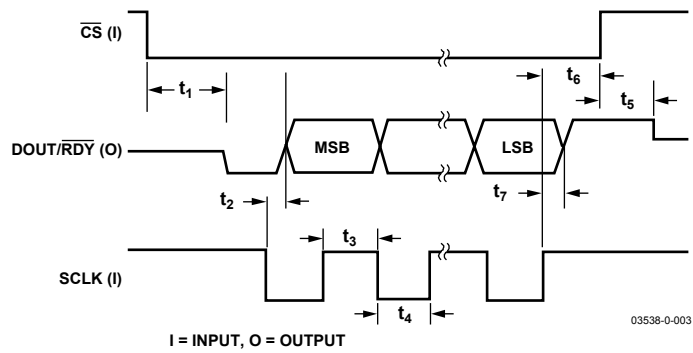 CS (I)
t6
t1
t5
DOUT/RDY (O)
MSB
LSB
t2
t7
t3
SCLK (I)
t4
03538-0-003
I = INPUT, O = OUTPUT